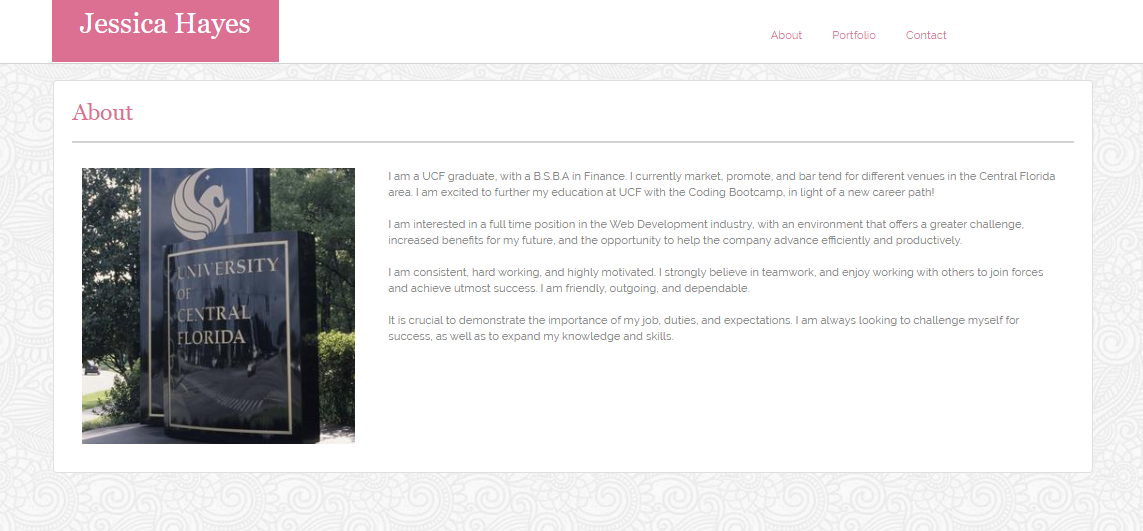 Jessica Hayes
About Portfolio Contact
About
UNIVERSITY
OF
CENTRAL
FLORIDA
I am a UCF graduate, with a B.S.B.A in Finance. I currently market, promote, and bar tend for different venues in the Central Florida
area. I am excited to further my education at UCF with the Coding Bootcamp, in light of a new career path!
I am interested in a full time position in the Web Development industry, with an environment that offers a greater challenge,
increased benefits for my future, and the opportunity to help the company advance efficiently and productively.
I am consistent, hard working, and highly motivated. I strongly believe in teamwork, and enjoy working with others to join forces
and achieve utmost success. I am friendly, outgoing, and dependable.
It is crucial to demonstrate the importance of my job, duties, and expectations. I am always looking to challenge myself for
success, as well as to expand my knowledge and skills.